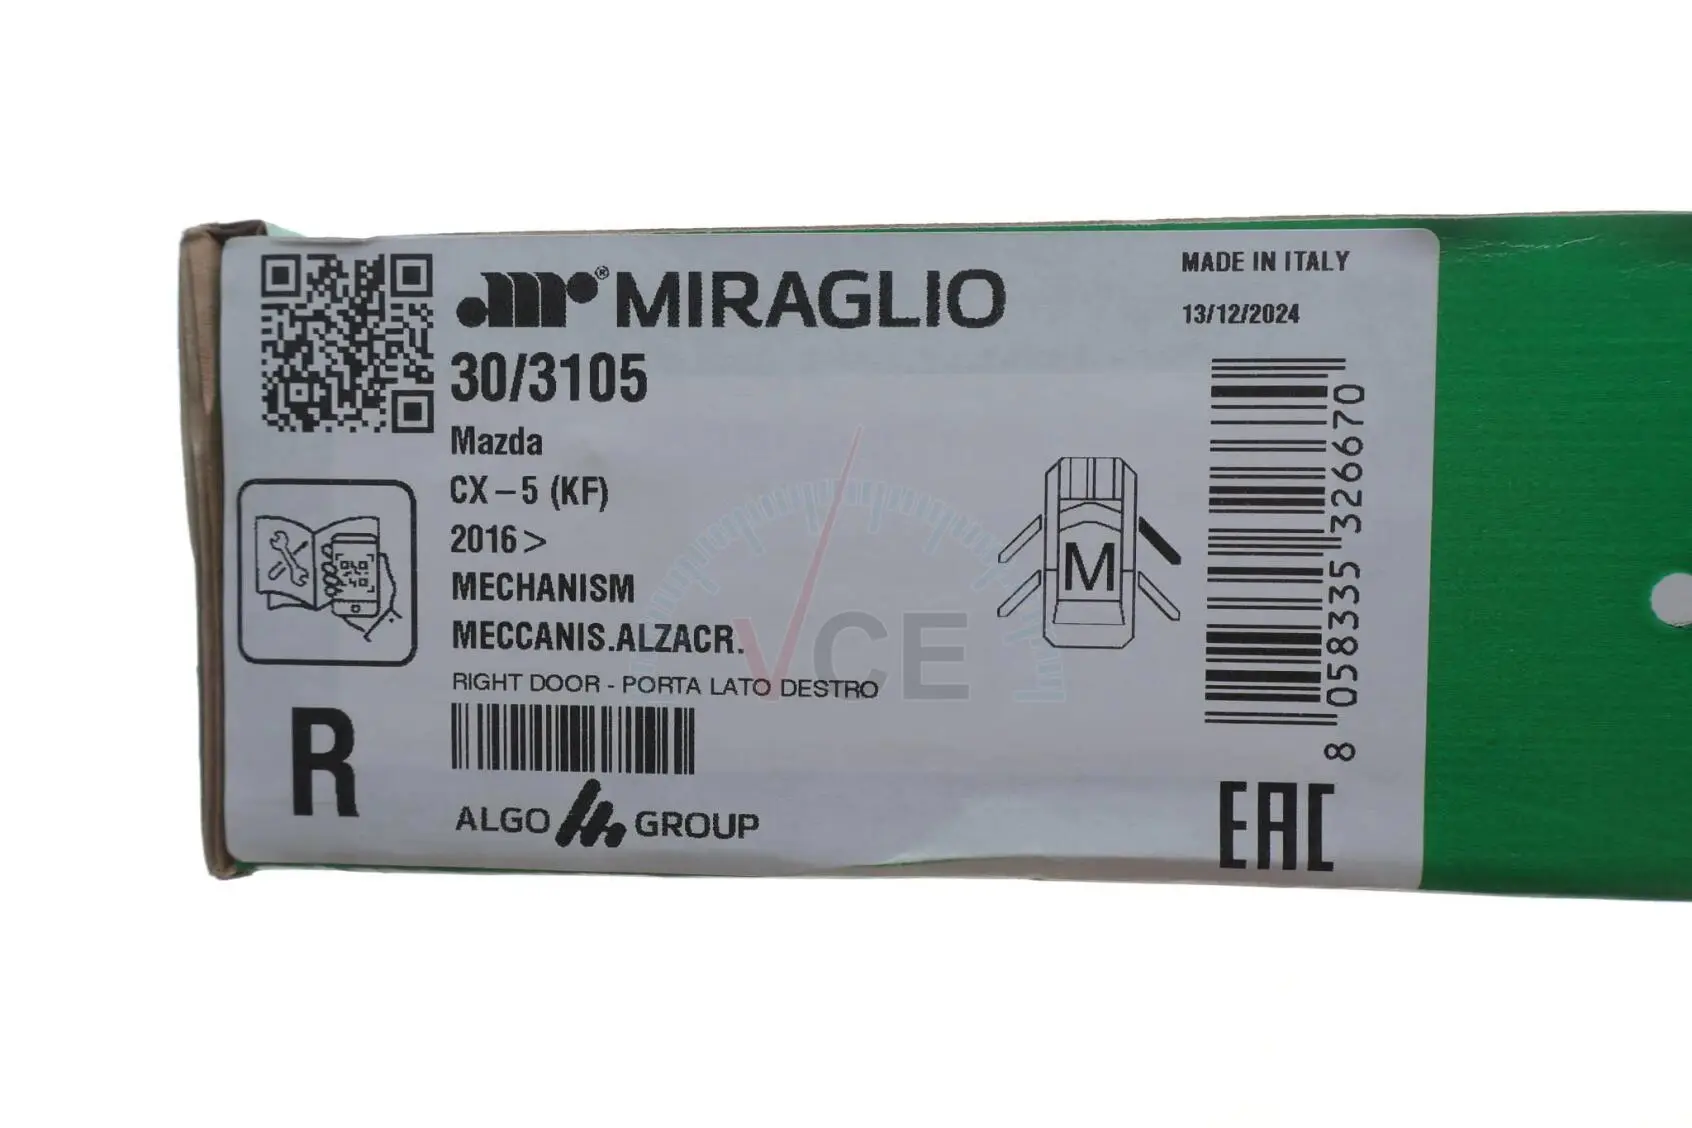 MIRAGLIO
30/3105
Mazda
CX-5 (KF)
2016>
MECHANISM
MECCANIS.ALZACR.
RIGHT DOOR - PORTA LATO DESTRO
R
ALGO GROUP
MADE IN ITALY
13/12/2024
M
8 058335 326670
EAC
VCE